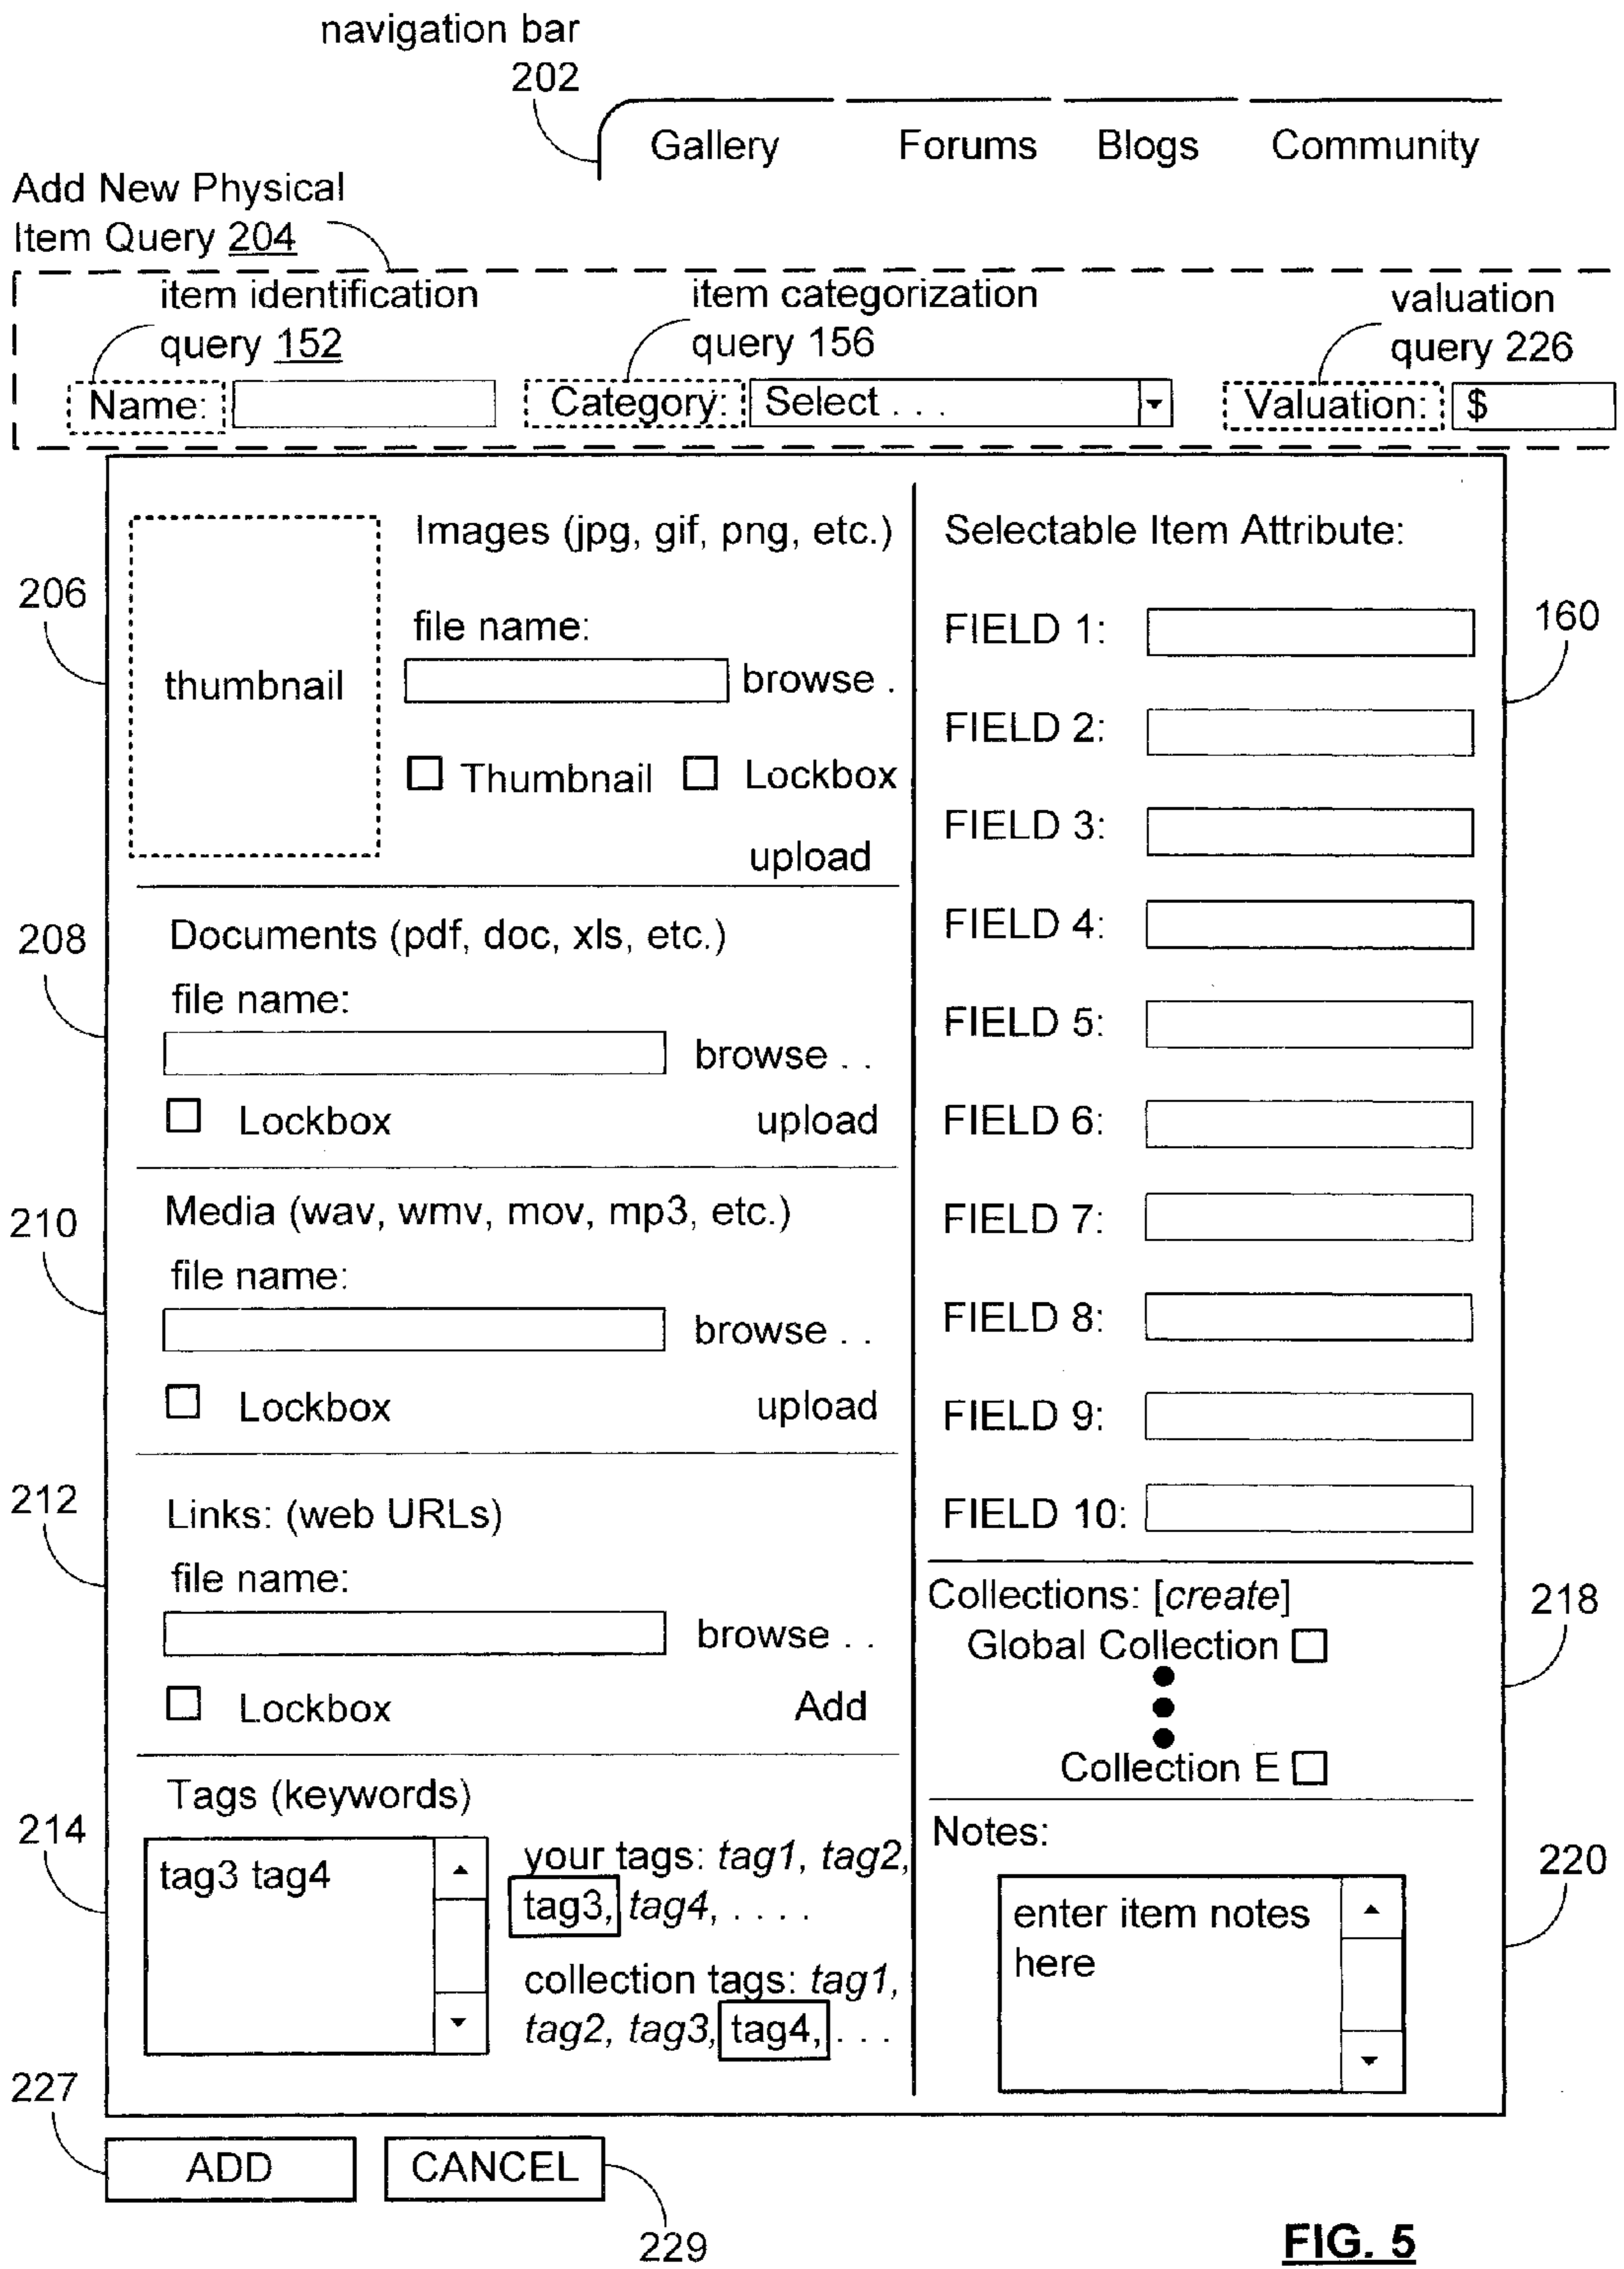 navigation bar
202
Gallery Forums Blogs Community
Add New Physical
Item Query 204
item identification
query 152
item categorization
query 156
valuation
query 226
Name:
Category: Select . . .
Valuation: $
206
thumbnail
Images (jpg, gif, png, etc.)
file name:
browse .
Thumbnail Lockbox
upload
208
Documents (pdf, doc, xls, etc.)
file name:
browse . .
Lockbox upload
210
Media (wav, wmv, mov, mp3, etc.)
file name:
browse . .
Lockbox upload
212
Links: (web URLs)
file name:
browse . .
Lockbox Add
214
Tags (keywords)
tag3 tag4
your tags: tag1, tag2,
tag3, tag4, . . . .
collection tags: tag1,
tag2, tag3, tag4, . . .
Selectable Item Attribute:
160
FIELD 1:
FIELD 2:
FIELD 3:
FIELD 4:
FIELD 5:
FIELD 6:
FIELD 7:
FIELD 8:
FIELD 9:
FIELD 10:
218
Collections: [create]
Global Collection
Collection E
220
Notes:
enter item notes
here
227
ADD CANCEL
229
FIG. 5